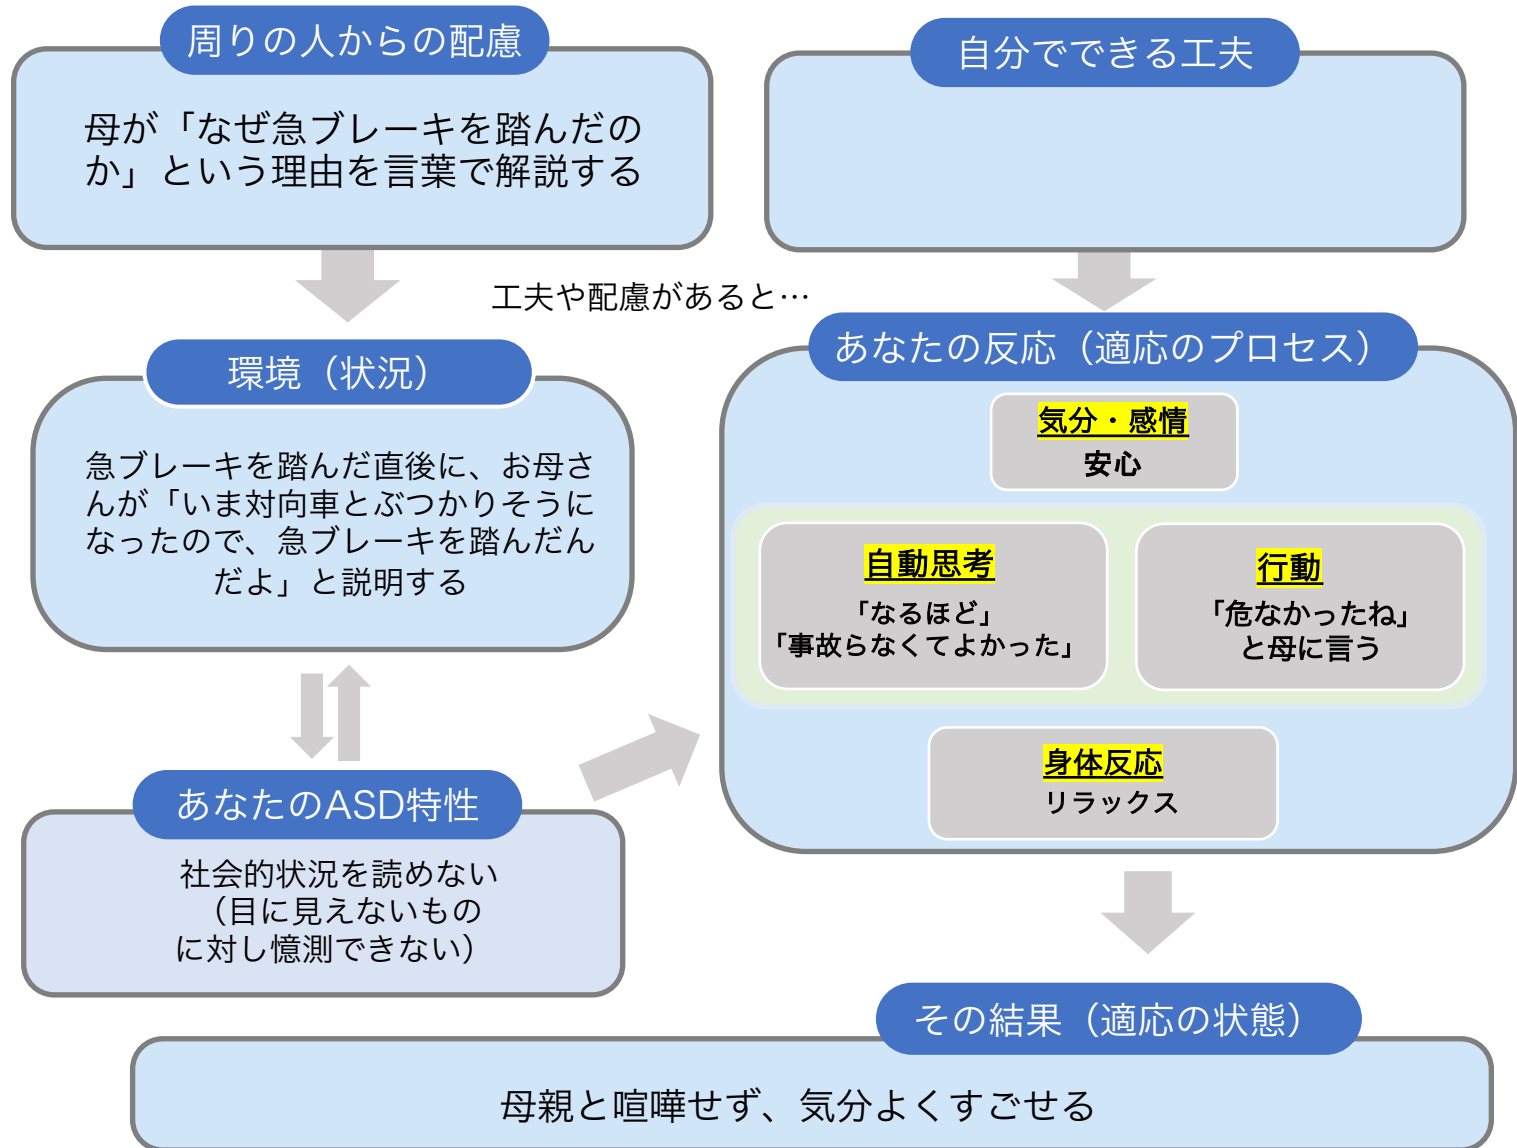 周りの人からの配慮
母が「なぜ急ブレーキを踏んだの
か」という理由を言葉で解説する
自分でできる工夫
工夫や配慮があると…
環境（状況）
急ブレーキを踏んだ直後に、お母さ
んが「いま対向車とぶつかりそうに
なったので、急ブレーキを踏んだん
だよ」と説明する
あなたのASD特性
社会的状況を読めない
（目に見えないもの
に対し憶測できない）
あなたの反応（適応のプロセス）
気分・感情
安心
自動思考
「なるほど」
「事故らなくてよかった」
行動
「危なかったね」
と母に言う
身体反応
リラックス
その結果（適応の状態）
母親と喧嘩せず、気分よくすごせる